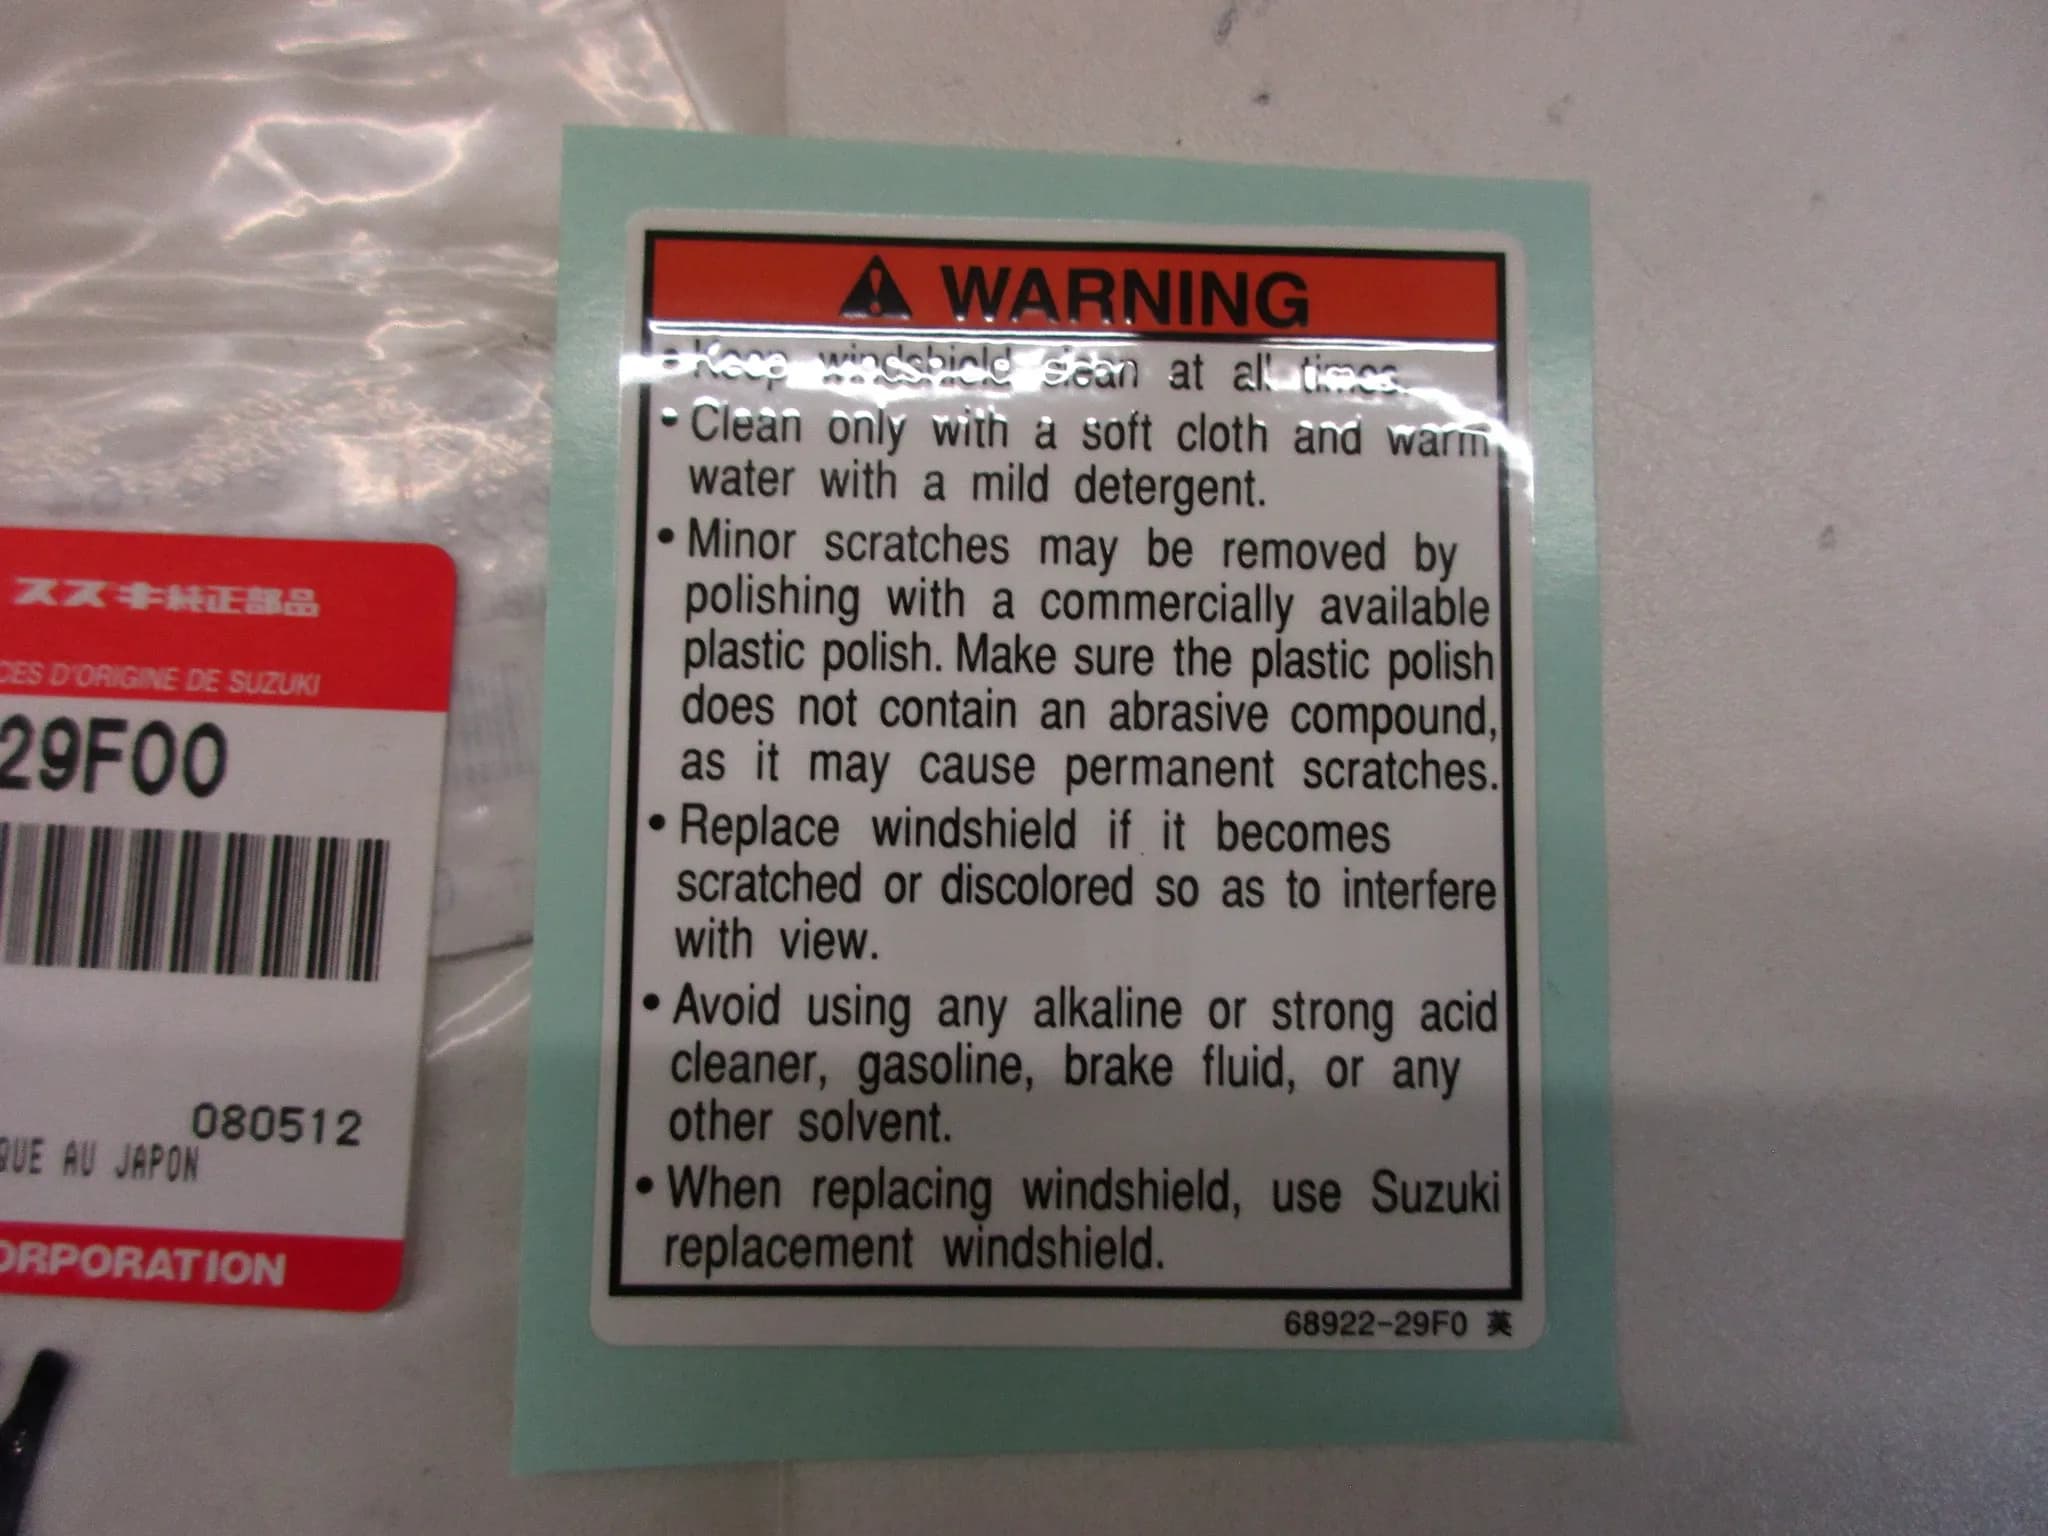 スズキ純正部品
CES D'ORIGINE DE SUZUKI
29F00
080512
QUE AU JAPON
ORPORATION
WARNING
• Keep windshield clean at all times.
• Clean only with a soft cloth and warm
water with a mild detergent.
• Minor scratches may be removed by
polishing with a commercially available
plastic polish. Make sure the plastic polish
does not contain an abrasive compound,
as it may cause permanent scratches.
• Replace windshield if it becomes
scratched or discolored so as to interfere
with view.
• Avoid using any alkaline or strong acid
cleaner, gasoline, brake fluid, or any
other solvent.
• When replacing windshield, use Suzuki
replacement windshield.
68922-29F0 英